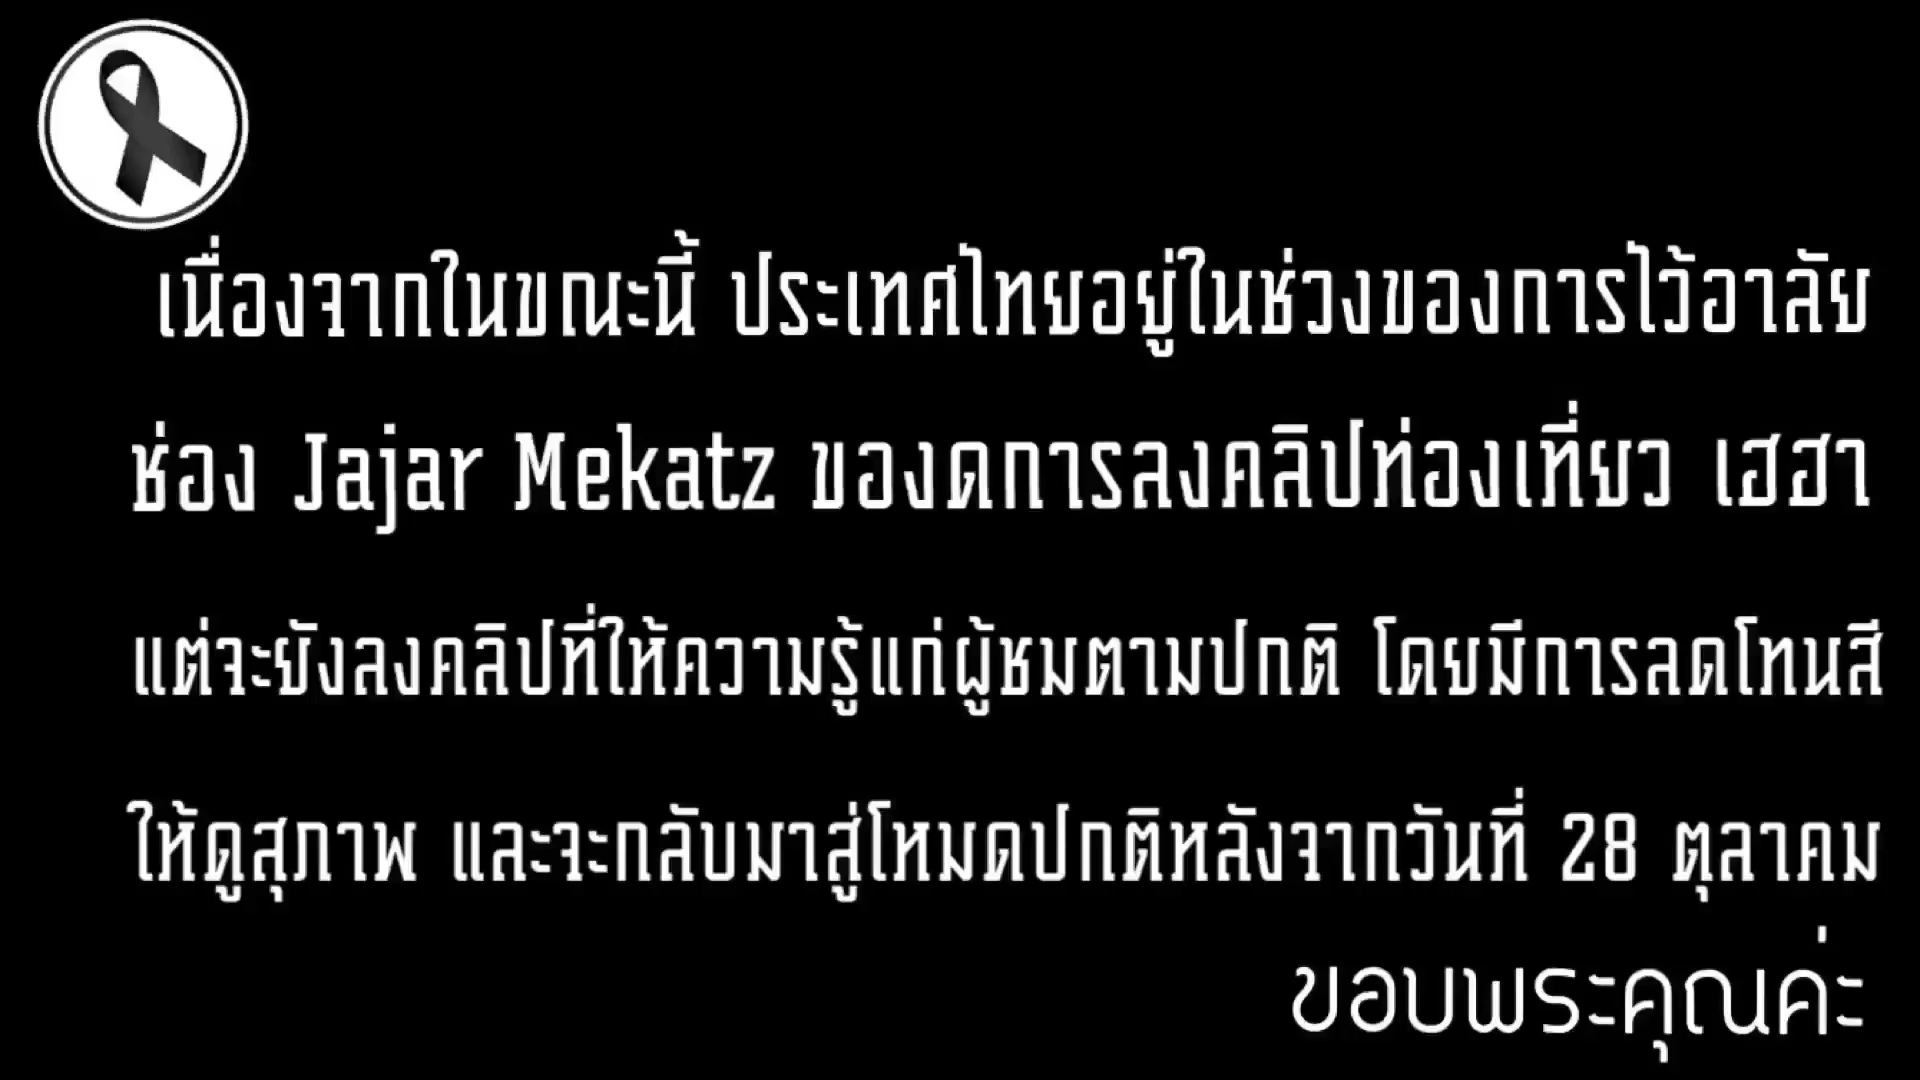 เนื่องจากในขณะนี้ ประเทศไทยอยู่ในช่วงของการไว้อาลัย
ช่อง Jajar Mekatz ของดการลงคลิปท่องเที่ยว เฮฮา
แต่จะยังลงคลิปที่ให้ความรู้แก่ผู้ชมตามปกติ โดยมีการลดโทนสี
ให้ดูสุภาพ และจะกลับมาสู่โหมดปกติหลังจากวันที่ 28 ตุลาคม
ขอบพระคุณค่ะ